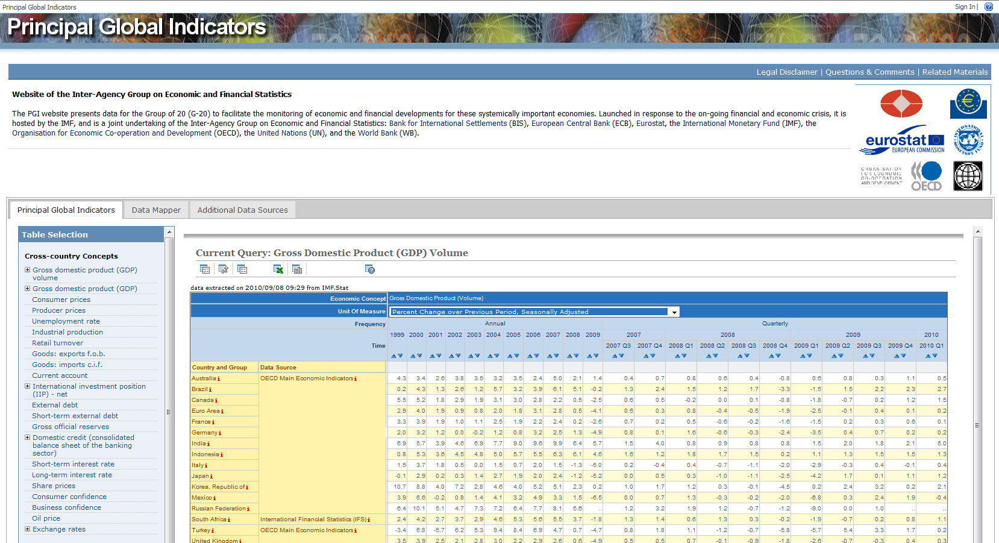 Principal Global Indicators
Sign In |
Principal Global Indicators
Legal Disclaimer | Questions & Comments | Related Materials
Website of the Inter-Agency Group on Economic and Financial Statistics
The PGI website presents data for the Group of 20 (G-20) to facilitate the monitoring of economic and financial developments for these systemically important economies. Launched in response to the on-going financial and economic crisis, it is
hosted by the IMF, and is a joint undertaking of the Inter-Agency Group on Economic and Financial Statistics: Bank for International Settlements (BIS), European Central Bank (ECB), Eurostat, the International Monetary Fund (IMF), the
Organisation for Economic Co-operation and Development (OECD), the United Nations (UN), and the World Bank (WB).
eurostat
EUROPEAN COMMISSION
INTERNATIONAL MONETARY FUND
ORGANISATION
FOR ECONOMIC
CO-OPERATION
AND DEVELOPMENT
OECD
Principal Global Indicators
Data Mapper
Additional Data Sources
Table Selection
Cross-country Concepts
Gross domestic product (GDP)
volume
Gross domestic product (GDP)
Consumer prices
Producer prices
Unemployment rate
Industrial production
Retail turnover
Goods: exports f.o.b.
Goods: imports c.i.f.
Current account
International investment position
(IIP) - net
External debt
Short-term external debt
Gross official reserves
Domestic credit (consolidated
balance sheet of the banking
sector)
Short-term interest rate
Long-term interest rate
Share prices
Consumer confidence
Business confidence
Oil price
Exchange rates
Current Query: Gross Domestic Product (GDP) Volume
data extracted on 2010/09/08 09:29 from IMF.Stat
Economic Concept Gross Domestic Product (Volume)
Unit Of Measure Percent Change over Previous Period, Seasonally Adjusted
Frequency Annual Quarterly
1999 2000 2001 2002 2003 2004 2005 2006 2007 2008 2009 2007 2008 2009 2010
Time 2007 Q3 2007 Q4 2008 Q1 2008 Q2 2008 Q3 2008 Q4 2009 Q1 2009 Q2 2009 Q3 2009 Q4 2010 Q1
Country and Group Data Source
Australia i OECD Main Economic Indicators i 4.3 3.4 2.6 3.8 3.5 3.2 3.5 2.4 5.0 2.1 1.4 0.4 0.7 0.8 0.6 0.4 -0.8 0.6 0.8 0.3 1.1 0.5
Brazil i 0.2 4.3 1.3 2.6 1.2 5.7 3.2 3.9 6.1 5.1 -0.2 1.3 2.4 1.5 1.2 1.7 -3.3 -1.5 1.5 2.2 2.3 2.7
Canada i 5.5 5.2 1.8 2.9 1.9 3.1 3.0 2.8 2.2 0.5 -2.5 0.6 0.5 -0.2 0.0 0.1 -0.8 -1.8 -0.7 0.2 1.2 1.5
Euro Area i 2.9 4.0 1.9 0.9 0.8 2.0 1.8 3.1 2.8 0.5 -4.1 0.6 0.3 0.8 -0.4 -0.5 -1.9 -2.5 -0.1 0.4 0.1 0.2
France i 3.3 3.9 1.9 1.0 1.1 2.5 1.9 2.2 2.4 0.2 -2.6 0.7 0.2 0.5 -0.6 -0.2 -1.6 -1.5 0.2 0.3 0.6 0.1
Germany i 2.0 3.2 1.2 0.0 -0.2 1.2 0.8 3.2 2.5 1.3 -4.9 0.8 0.1 1.6 -0.6 -0.3 -2.4 -3.5 0.4 0.7 0.2 0.2
India i 6.9 5.7 3.9 4.6 6.9 7.7 9.0 9.6 9.9 6.4 5.7 1.5 4.0 0.8 0.9 0.8 0.8 1.5 2.0 1.8 2.1 5.0
Indonesia i 0.8 5.3 3.6 4.5 4.8 5.0 5.7 5.5 6.3 6.1 4.6 1.6 1.2 1.8 1.7 1.5 0.2 1.1 1.3 1.5 1.5 1.3
Italy i 1.5 3.7 1.8 0.5 0.0 1.5 0.7 2.0 1.5 -1.3 -5.0 0.2 -0.4 0.4 -0.7 -1.1 -2.0 -2.9 -0.3 0.4 -0.1 0.4
Japan i -0.1 2.9 0.2 0.3 1.4 2.7 1.9 2.0 2.4 -1.2 -5.2 0.0 0.5 0.3 -1.0 -1.1 -2.5 -4.2 1.7 0.1 1.1 1.2
Korea, Republic of i 10.7 8.8 4.0 7.2 2.8 4.6 4.0 5.2 5.1 2.3 0.2 1.0 1.7 1.2 0.3 -0.1 -4.5 0.2 2.4 3.2 0.2 2.1
Mexico i 3.9 6.6 -0.2 0.8 1.4 4.1 3.2 4.9 3.3 1.5 -6.5 0.0 0.7 1.3 -0.3 -0.2 -2.0 -6.8 0.3 2.4 1.9 -0.4
Russian Federation i 6.4 10.1 5.1 4.7 7.3 7.2 6.4 7.7 8.1 5.6 .. 1.2 3.2 1.9 1.2 -0.7 -1.2 -9.0 0.0 1.0 .. ..
South Africa i International Financial Statistics (IFS) i 2.4 4.2 2.7 3.7 2.9 4.6 5.3 5.6 5.5 3.7 -1.8 1.3 1.4 0.6 1.3 0.3 -0.2 -1.9 -0.7 0.2 0.8 1.1
Turkey i OECD Main Economic Indicators i -3.4 6.8 -5.7 6.2 5.3 9.4 8.4 6.9 4.7 0.7 -4.7 0.8 1.8 1.1 -1.2 -0.7 -5.8 -5.7 5.4 3.3 1.7 0.2
United Kingdom i 3.5 3.9 2.5 2.1 2.8 3.0 2.2 2.9 2.6 0.6 -4.9 0.5 0.5 0.7 -0.1 -0.9 -1.8 -2.6 -0.7 -0.3 0.4 0.3